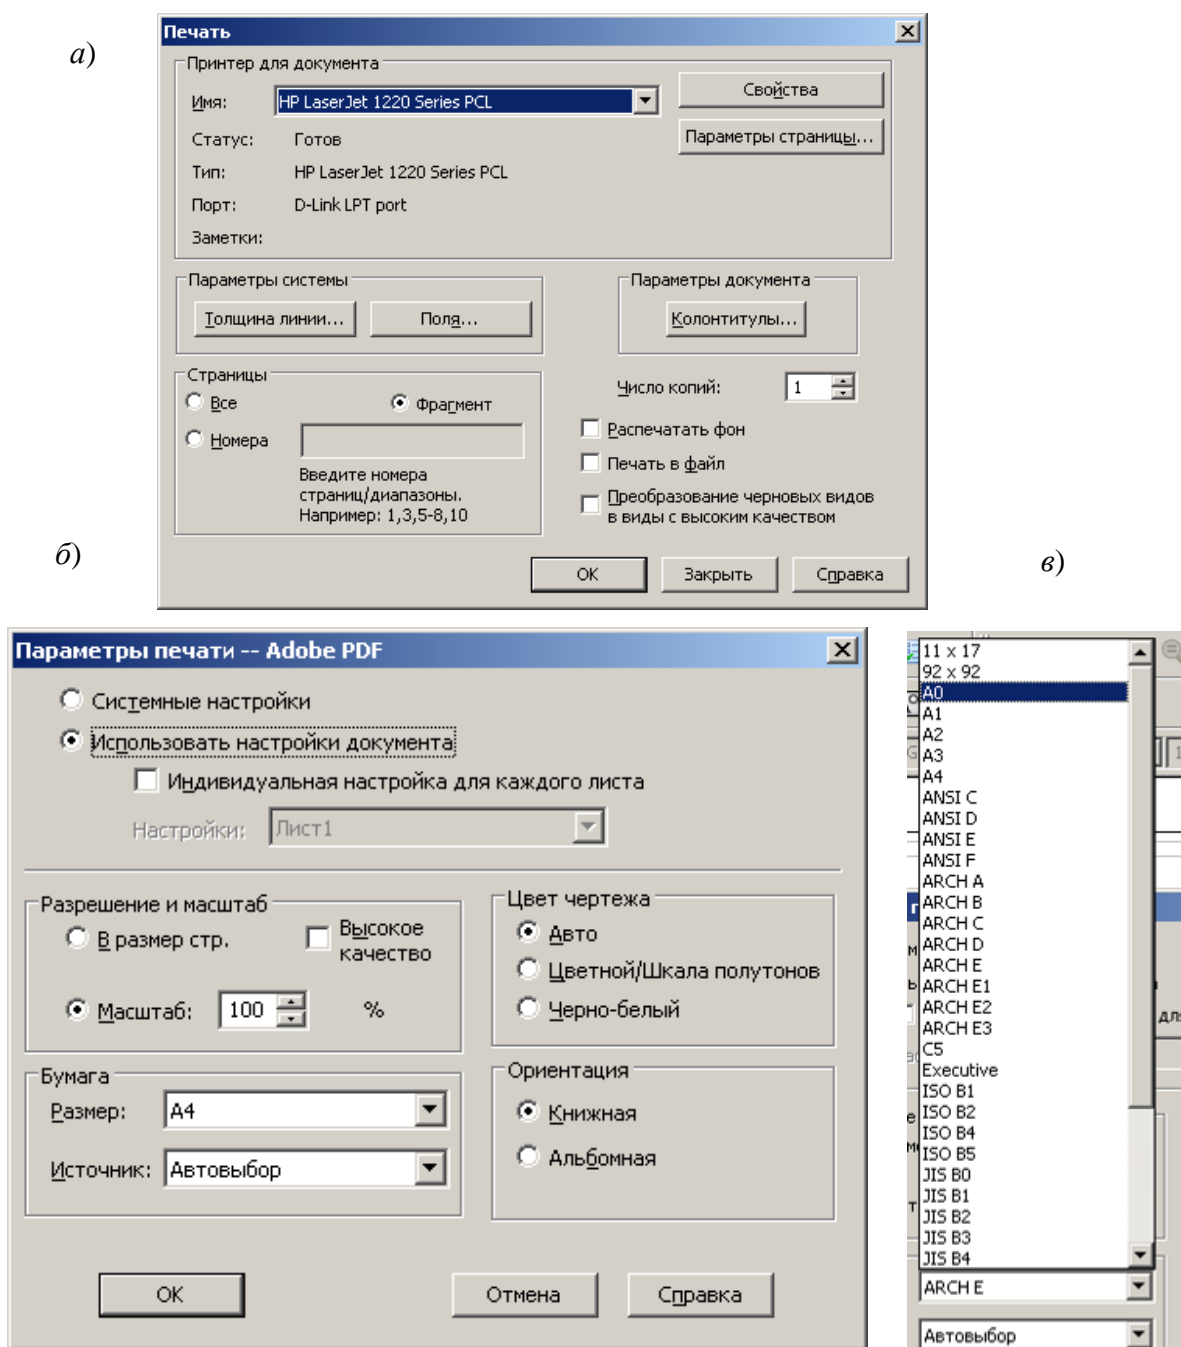 а)
Печать
Принтер для документа
Имя: HP LaserJet 1220 Series PCL
Свойства
Статус: Готов
Параметры страницы...
Тип: HP LaserJet 1220 Series PCL
Порт: D-Link LPT port
Заметки:
Параметры системы
Толщина линии... Поля...
Параметры документа
Колонтитулы...
Страницы
Все Фрагмент
Номера
Введите номера
страниц/диапазоны.
Например: 1,3,5-8,10
Число копий: 1
Распечатать фон
Печать в файл
Преобразование черновых видов
в виды с высоким качеством
OK Закрыть Справка
б)
Параметры печати -- Adobe PDF
Системные настройки
Использовать настройки документа
Индивидуальная настройка для каждого листа
Настройки: Лист1
Разрешение и масштаб
В размер стр. Высокое
качество
Масштаб: 100 %
Цвет чертежа
Авто
Цветной/Шкала полутонов
Черно-белый
Бумага
Размер: A4
Источник: Автовыбор
Ориентация
Книжная
Альбомная
OK Отмена Справка
в)
11 x 17
92 x 92
A0
A1
A2
A3
A4
ANSI C
ANSI D
ANSI E
ANSI F
ARCH A
ARCH B
ARCH C
ARCH D
ARCH E
ARCH E1
ARCH E2
ARCH E3
C5
Executive
ISO B1
ISO B2
ISO B4
ISO B5
JIS B0
JIS B1
JIS B2
JIS B3
JIS B4
ARCH E
Автовыбор